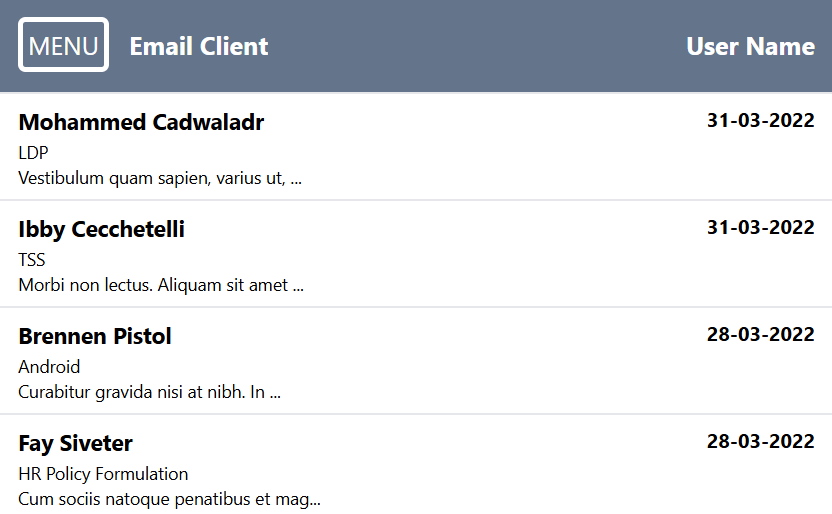 MENU Email Client User Name
Mohammed Cadwaladr 31-03-2022
LDP
Vestibulum quam sapien, varius ut, ...
Ibby Cecchetelli 31-03-2022
TSS
Morbi non lectus. Aliquam sit amet ...
Brennen Pistol 28-03-2022
Android
Curabitur gravida nisi at nibh. In ...
Fay Siveter 28-03-2022
HR Policy Formulation
Cum sociis natoque penatibus et mag...